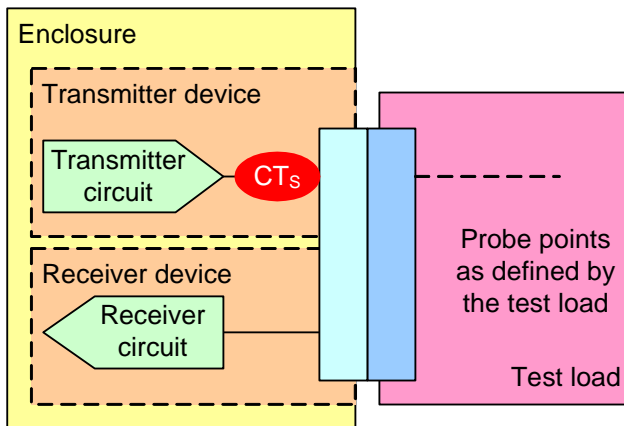 Enclosure
Transmitter device
Transmitter
circuit
CTS
Receiver device
Receiver
circuit
Probe points
as defined by
the test load
Test load